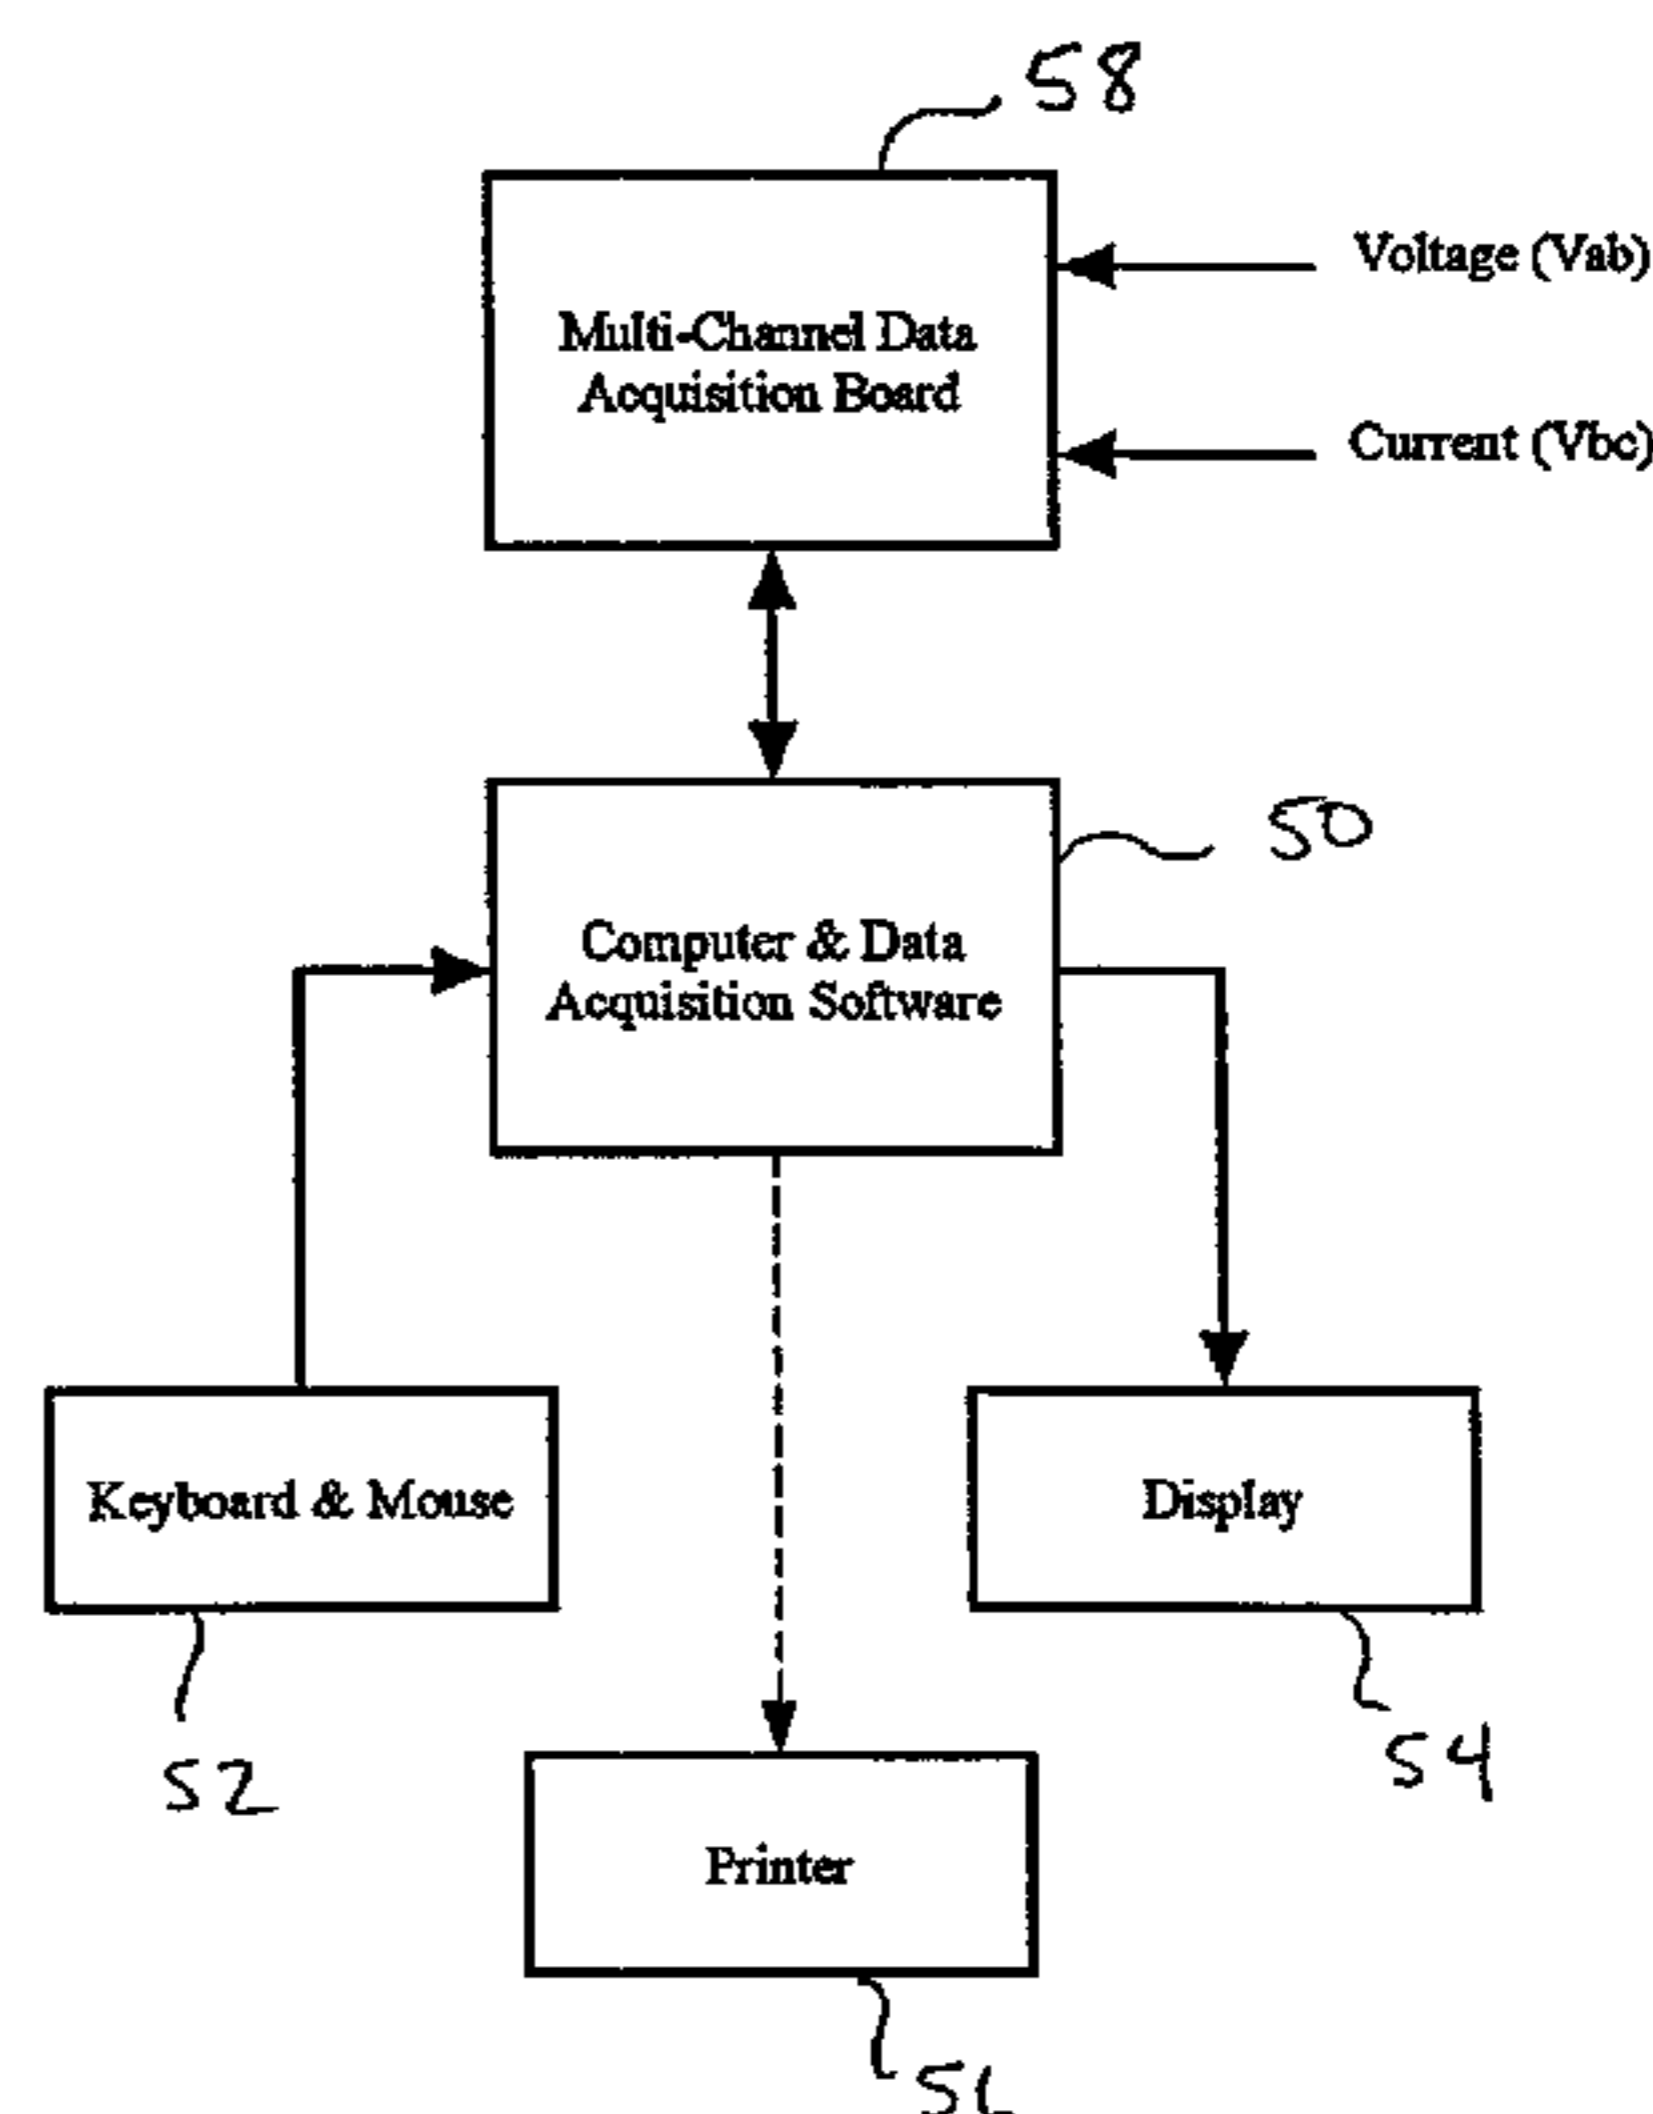 58
Voltage (Vab)
Multi-Channel Data
Acquisition Board
Current (Vbc)
50
Computer & Data
Acquisition Software
Keyboard & Mouse
Display
52
54
Printer